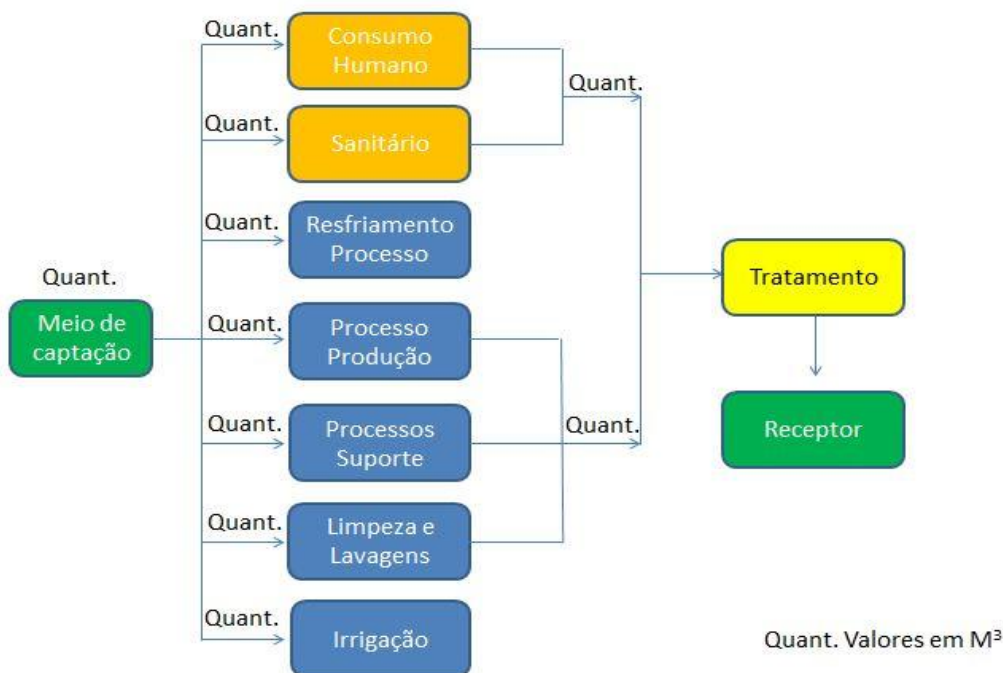 Quant.
Consumo
Humano
Quant.
Quant.
Sanitário
Quant.
Resfriamento
Processo
Quant.
Meio de
captação
Quant.
Processo
Produção
Quant.
Processos
Suporte
Quant.
Quant.
Limpeza e
Lavagens
Quant.
Irrigação
Tratamento
Receptor
Quant. Valores em M³